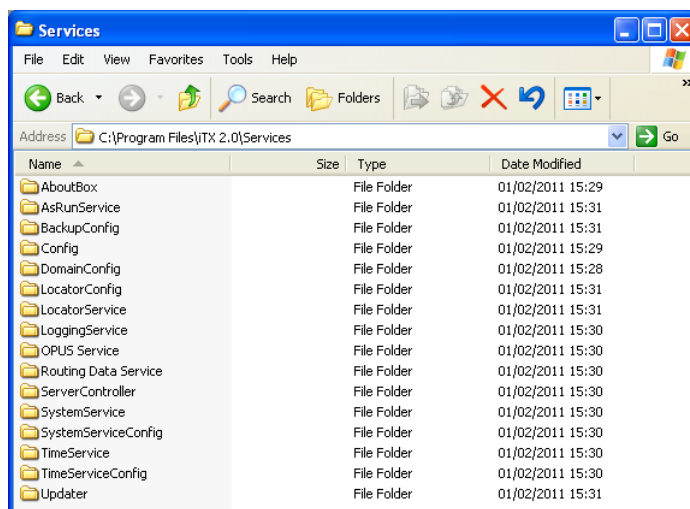 Services
File Edit View Favorites Tools Help
Back Search Folders
Address C:\Program Files\iTX 2.0\Services Go
Name Size Type Date Modified
AboutBox File Folder 01/02/2011 15:29
AsRunService File Folder 01/02/2011 15:31
BackupConfig File Folder 01/02/2011 15:31
Config File Folder 01/02/2011 15:29
DomainConfig File Folder 01/02/2011 15:28
LocatorConfig File Folder 01/02/2011 15:31
LocatorService File Folder 01/02/2011 15:31
LoggingService File Folder 01/02/2011 15:30
OPUS Service File Folder 01/02/2011 15:30
Routing Data Service File Folder 01/02/2011 15:30
ServerController File Folder 01/02/2011 15:30
SystemService File Folder 01/02/2011 15:30
SystemServiceConfig File Folder 01/02/2011 15:30
TimeService File Folder 01/02/2011 15:30
TimeServiceConfig File Folder 01/02/2011 15:30
Updater File Folder 01/02/2011 15:31